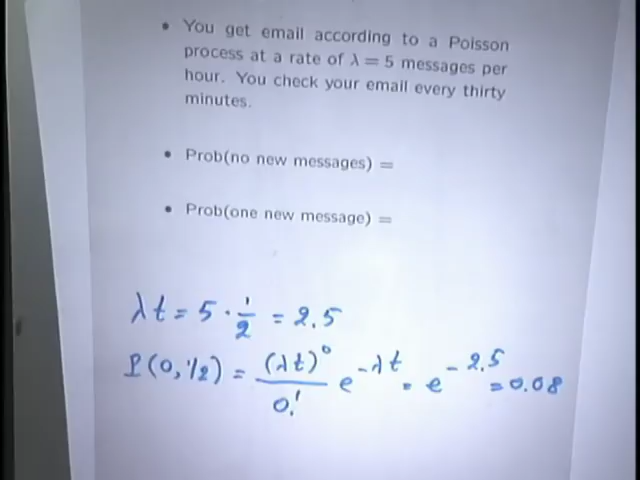 • You get email according to a Poisson
process at a rate of λ = 5 messages per
hour. You check your email every thirty
minutes.
• Prob(no new messages) =
• Prob(one new message) =
λt = 5 · 1/2 = 2.5
P(0, 1/2) = (λt)^0 / 0! e^-λt = e^-2.5 = 0.08